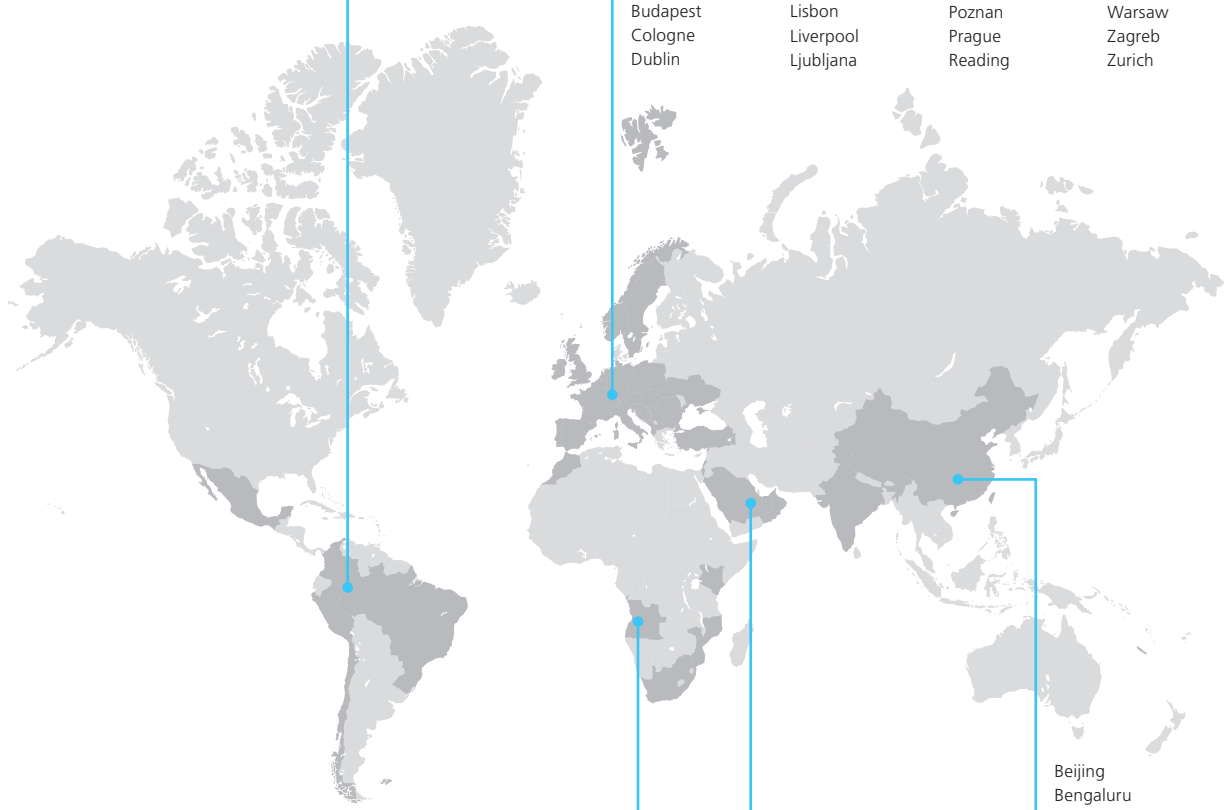 Budapest
Cologne
Dublin
Lisbon
Liverpool
Ljubljana
Poznan
Prague
Reading
Warsaw
Zagreb
Zurich
Beijing
Bengaluru